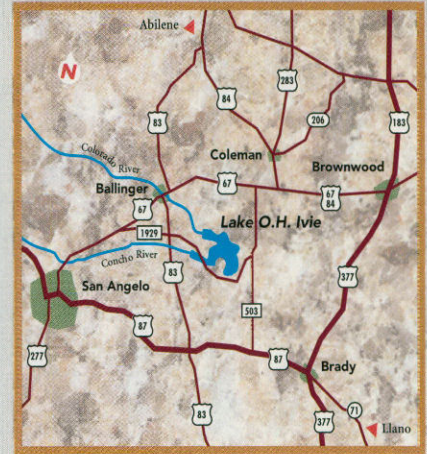 Abilene
N
283
84
83
206
183
Colorado River
Coleman
Brownwood
Ballinger
67
67
84
67
Lake O.H. Ivie
1929
Concho River
83
377
San Angelo
503
87
87
277
Brady
83
71
377
Llano